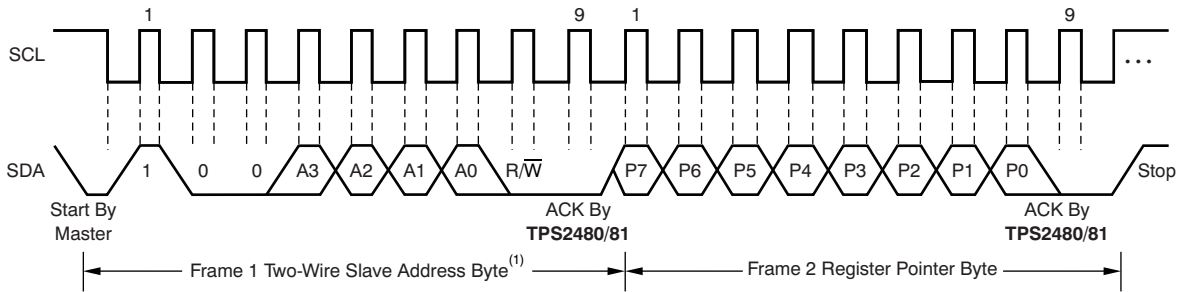 1 9 1 9
SCL ...
SDA 1 0 0 A3 A2 A1 A0 R/W̅ P7 P6 P5 P4 P3 P2 P1 P0 Stop
Start By
Master
ACK By
TPS2480/81
ACK By
TPS2480/81
Frame 1 Two-Wire Slave Address Byte(1)
Frame 2 Register Pointer Byte